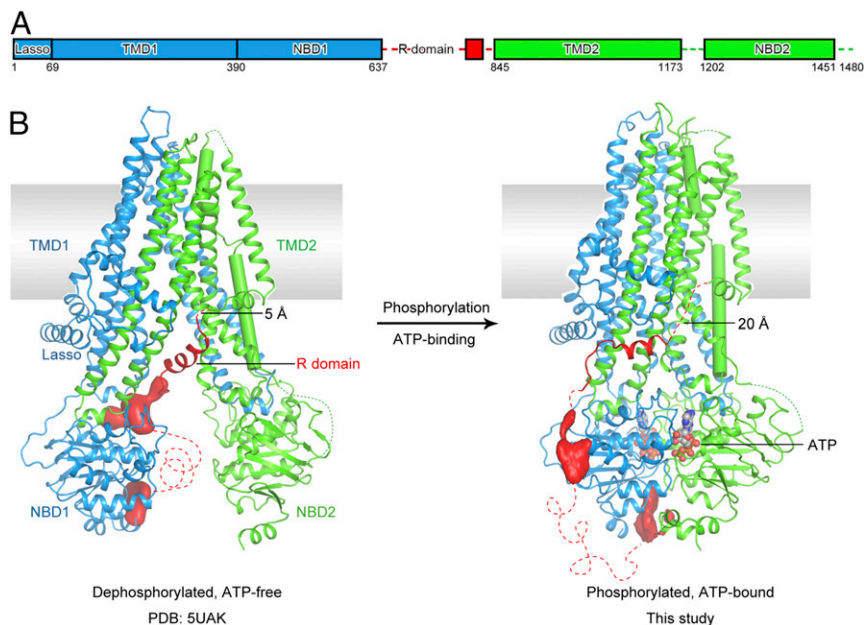 A
Lasso TMD1 NBD1 R domain TMD2 NBD2
1 69 390 637 845 1173 1202 1451 1480
B
TMD1 TMD2
5 Å
Lasso
R domain
NBD1 NBD2
Dephosphorylated, ATP-free
PDB: 5UAK
Phosphorylation
ATP-binding
20 Å
ATP
Phosphorylated, ATP-bound
This study